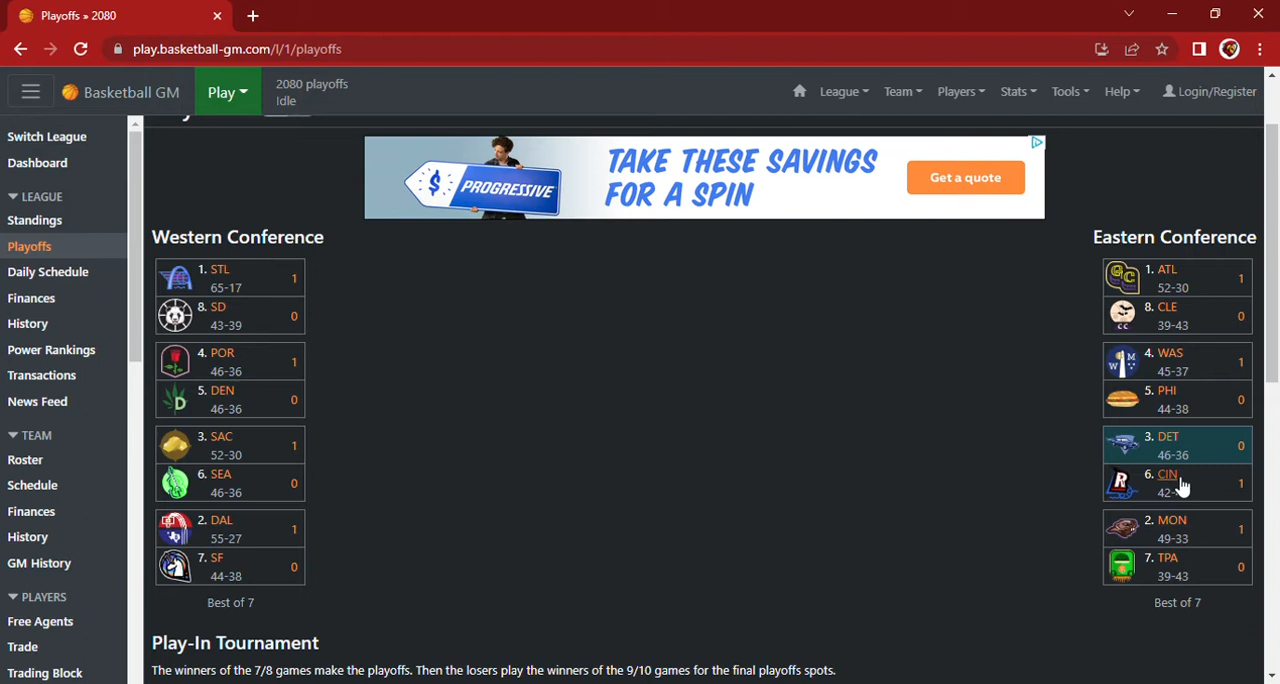 Playoffs » 2080
play.basketball-gm.com/l/1/playoffs
Basketball GM
Play
2080 playoffs
Idle
League
Team
Players
Stats
Tools
Help
Login/Register
Switch League
Dashboard
LEAGUE
Standings
Playoffs
Daily Schedule
Finances
History
Power Rankings
Transactions
News Feed
TEAM
Roster
Schedule
Finances
History
GM History
PLAYERS
Free Agents
Trade
Trading Block
$ PROGRESSIVE
TAKE THESE SAVINGS
FOR A SPIN
Get a quote
Western Conference
1. STL 1
65-17
8. SD 0
43-39
4. POR 1
46-36
5. DEN 0
46-36
3. SAC 1
52-30
6. SEA 0
46-36
2. DAL 1
55-27
7. SF 0
44-38
Best of 7
Eastern Conference
1. ATL 1
52-30
8. CLE 0
39-43
4. WAS 1
45-37
5. PHI 0
44-38
3. DET 0
46-36
6. CIN 1
42-
2. MON 1
49-33
7. TPA 0
39-43
Best of 7
Play-In Tournament
The winners of the 7/8 games make the playoffs. Then the losers play the winners of the 9/10 games for the final playoffs spots.